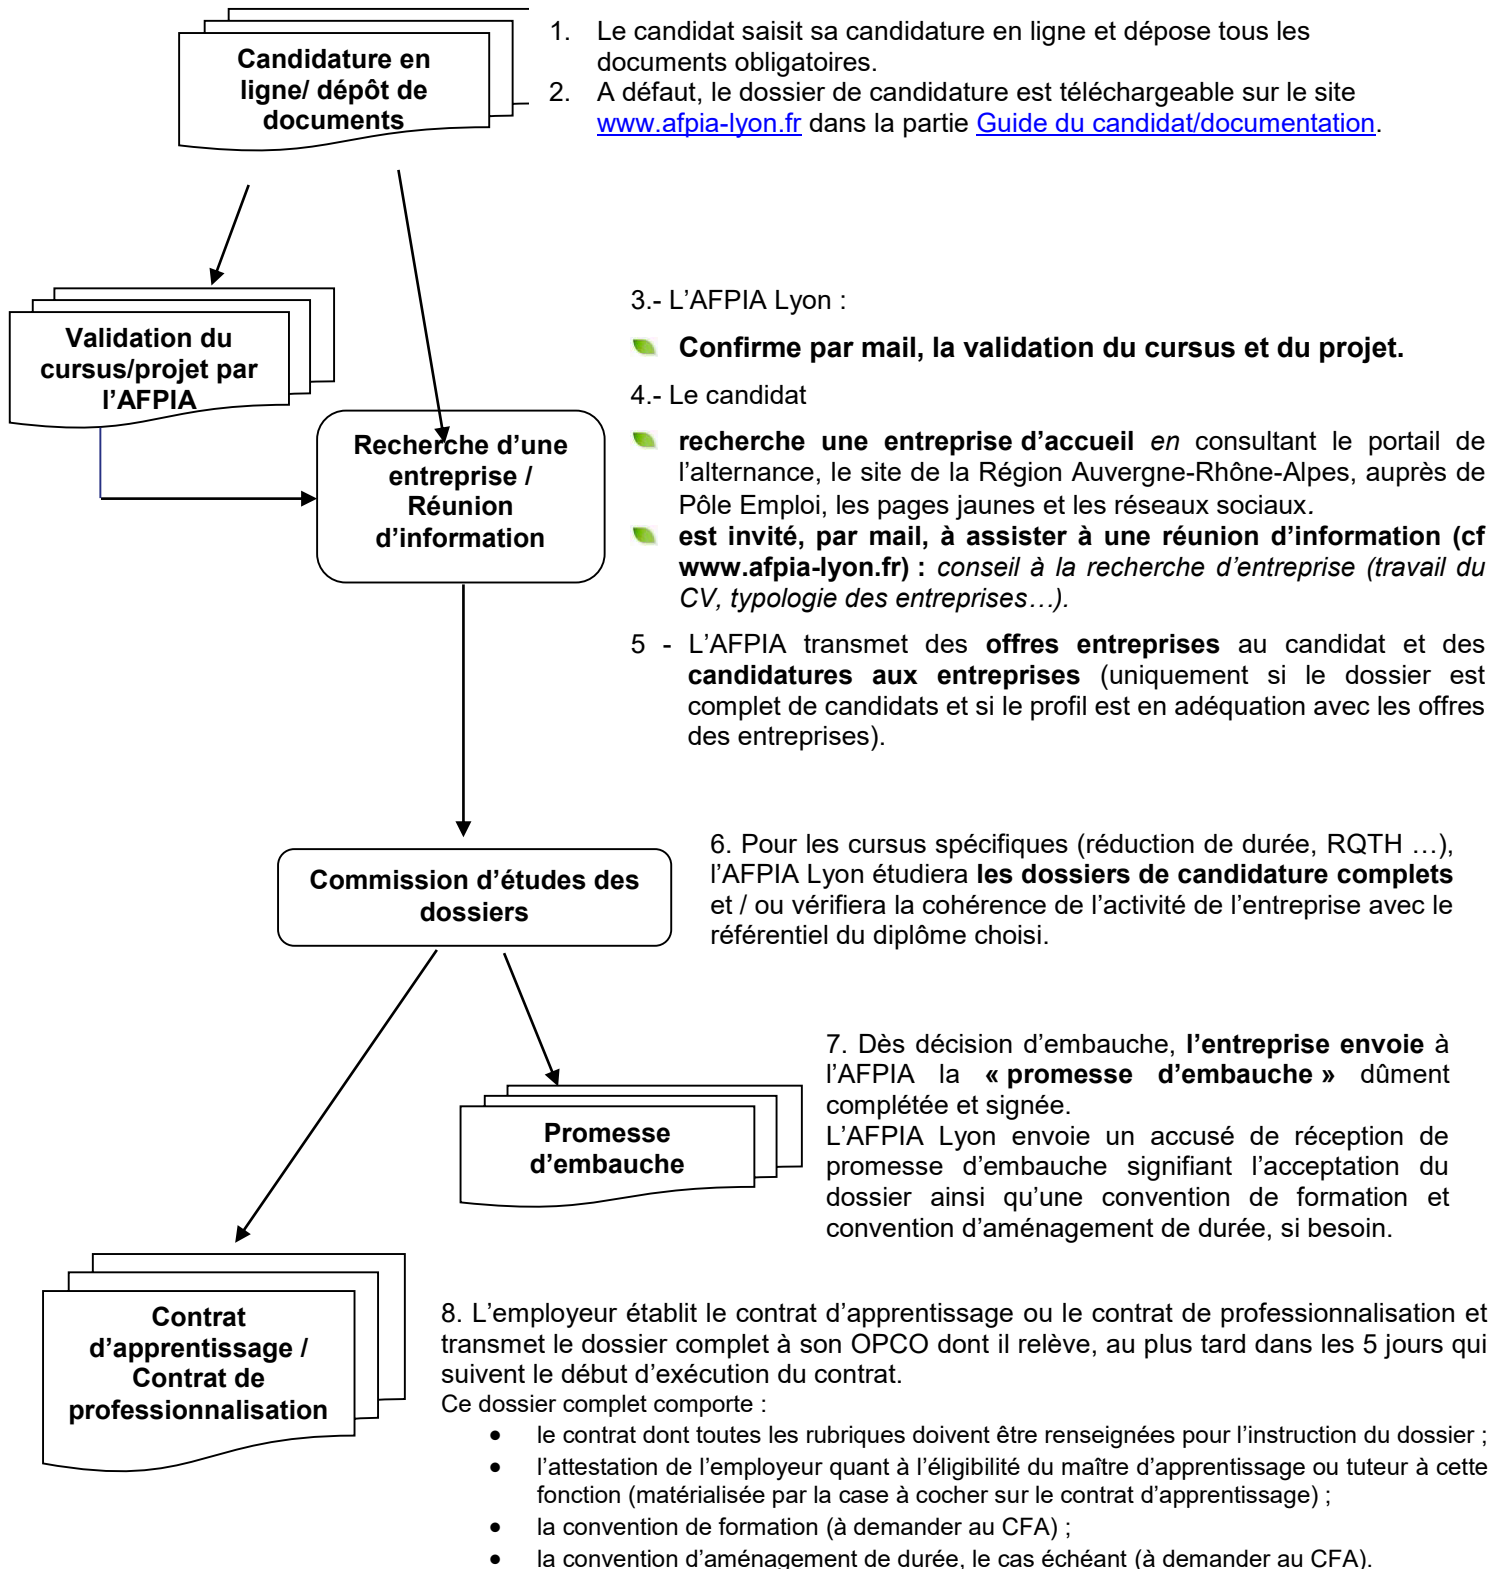 Candidature en
ligne/ dépôt de
documents
1. Le candidat saisit sa candidature en ligne et dépose tous les
documents obligatoires.
2. A défaut, le dossier de candidature est téléchargeable sur le site
www.afpia-lyon.fr dans la partie Guide du candidat/documentation.
Validation du
cursus/projet par
l’AFPIA
3.- L’AFPIA Lyon :
Confirme par mail, la validation du cursus et du projet.
4.- Le candidat
Recherche d’une
entreprise /
Réunion
d’information
recherche une entreprise d’accueil en consultant le portail de
l’alternance, le site de la Région Auvergne-Rhône-Alpes, auprès de
Pôle Emploi, les pages jaunes et les réseaux sociaux.
est invité, par mail, à assister à une réunion d’information (cf
www.afpia-lyon.fr) : conseil à la recherche d’entreprise (travail du
CV, typologie des entreprises…).
5 - L’AFPIA transmet des offres entreprises au candidat et des
candidatures aux entreprises (uniquement si le dossier est
complet de candidats et si le profil est en adéquation avec les offres
des entreprises).
Commission d’études des
dossiers
6. Pour les cursus spécifiques (réduction de durée, RQTH …),
l’AFPIA Lyon étudiera les dossiers de candidature complets
et / ou vérifiera la cohérence de l’activité de l’entreprise avec le
référentiel du diplôme choisi.
Promesse
d’embauche
7. Dès décision d’embauche, l’entreprise envoie à
l’AFPIA la « promesse d’embauche » dûment
complétée et signée.
L’AFPIA Lyon envoie un accusé de réception de
promesse d’embauche signifiant l’acceptation du
dossier ainsi qu’une convention de formation et
convention d’aménagement de durée, si besoin.
Contrat
d’apprentissage /
Contrat de
professionnalisation
8. L’employeur établit le contrat d’apprentissage ou le contrat de professionnalisation et
transmet le dossier complet à son OPCO dont il relève, au plus tard dans les 5 jours qui
suivent le début d’exécution du contrat.
Ce dossier complet comporte :
• le contrat dont toutes les rubriques doivent être renseignées pour l’instruction du dossier ;
• l’attestation de l’employeur quant à l’éligibilité du maître d’apprentissage ou tuteur à cette
fonction (matérialisée par la case à cocher sur le contrat d’apprentissage) ;
• la convention de formation (à demander au CFA) ;
• la convention d’aménagement de durée, le cas échéant (à demander au CFA).